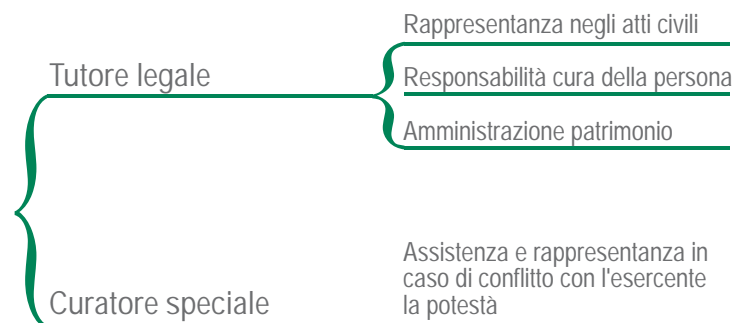 Tutore legale
Rappresentanza negli atti civili
Responsabilità cura della persona
Amministrazione patrimonio
Curatore speciale
Assistenza e rappresentanza in
caso di conflitto con l'esercente
la potestà